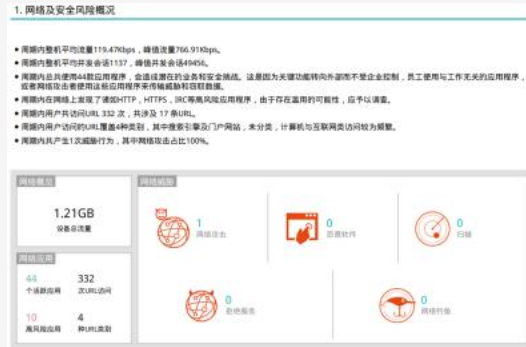 1. 网络及安全风险概况
● 周期内整机平均流量119.47Kbps，峰值流量766.91Kbps。
● 周期内整机平均并发会话1137，峰值并发会话49456。
● 周期内总共使用44款应用程序，会造成潜在的业务和安全挑战。这是因为关键功能转向外部而不受企业控制，员工使用与工作无关的应用程序，
或者网络攻击者使用这些应用程序来传输威胁和窃取数据。
● 周期内在网络上发现了诸如HTTP，HTTPS，IRC等高风险应用程序，由于存在滥用的可能性，应予以调查。
● 周期内用户共访问URL 332 次，共涉及 17 条URL。
● 周期内用户访问的URL覆盖4种类别，其中搜索引擎及门户网站，未分类，计算机与互联网类访问较为频繁。
● 周期内共产生1次威胁行为，其中网络攻击占比100%。
网络概览
1.21GB
设备总流量
网络应用
44 332
个活跃应用 次URL访问
10 4
高风险应用 种URL类别
网络威胁
1
网络攻击
0
恶意软件
0
扫描
0
拒绝服务
0
网络钓鱼